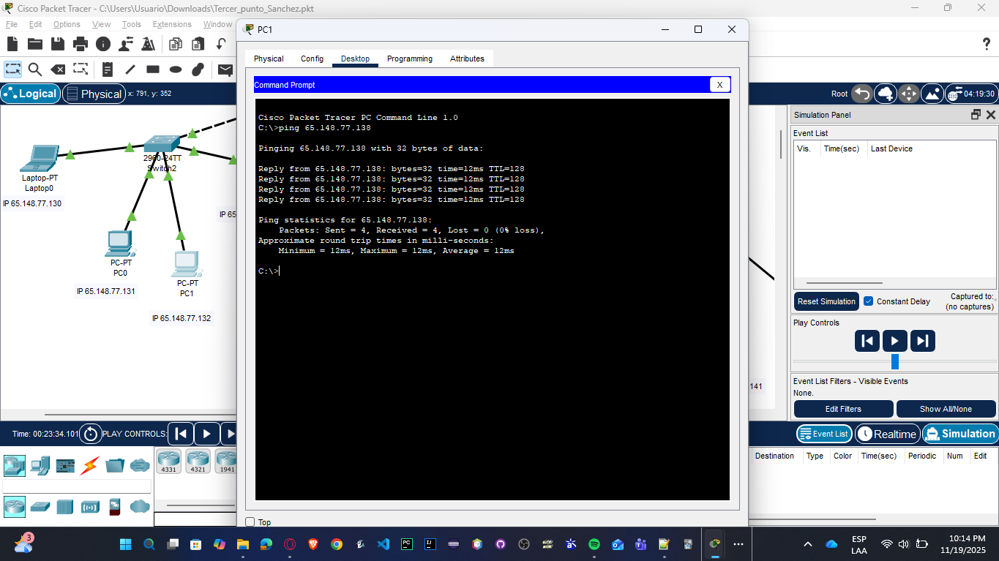 Cisco Packet Tracer - C:\Users\Usuario\Downloads\Tercer_punto_Sanchez.pkt
File Edit Options View Tools Extensions Window
PC1
Physical Config Desktop Programming Attributes
Command Prompt
X
Logical
Physical
x: 791, y: 352
Root
04:19:30
Cisco Packet Tracer PC Command Line 1.0
C:\>ping 65.148.77.138
Pinging 65.148.77.138 with 32 bytes of data:
Reply from 65.148.77.138: bytes=32 time=12ms TTL=128
Reply from 65.148.77.138: bytes=32 time=12ms TTL=128
Reply from 65.148.77.138: bytes=32 time=12ms TTL=128
Reply from 65.148.77.138: bytes=32 time=12ms TTL=128
Ping statistics for 65.148.77.138:
Packets: Sent = 4, Received = 4, Lost = 0 (0% loss),
Approximate round trip times in milli-seconds:
Minimum = 12ms, Maximum = 12ms, Average = 12ms
C:\>
Top
2960-24TT
Switch2
Laptop-PT
Laptop0
IP 65.148.77.130
IP 65
PC-PT
PC0
IP 65.148.77.131
PC-PT
PC1
IP 65.148.77.132
141
Simulation Panel
Event List
Vis. Time(sec) Last Device
Reset Simulation
Constant Delay
Captured to:
(no captures)
Play Controls
Event List Filters - Visible Events
None.
Edit Filters
Show All/None
Time: 00:23:34.101
PLAY CONTROLS:
Event List
Realtime
Simulation
4331
4321
1941
Destination Type Color Time(sec) Periodic Num Edit
3
ESP
LAA
10:14 PM
11/19/2025